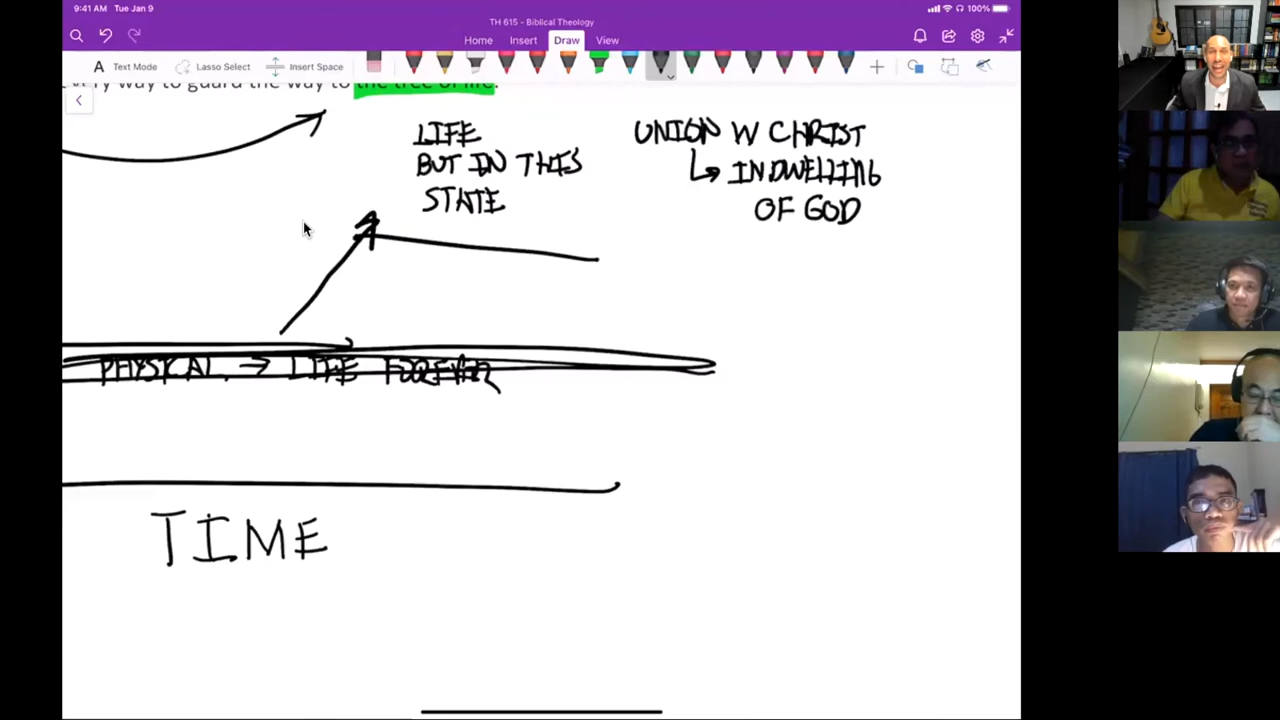 9:41 AM Tue Jan 9
100%
TH 615 - Biblical Theology
Home Insert Draw View
A Text Mode Lasso Select Insert Space
every way to guard the way to the tree of life.
LIFE
BUT IN THIS
STATE
UNION W CHRIST
INDWELLING
OF GOD
PHYSICAL → LIFE FOREVER
TIME